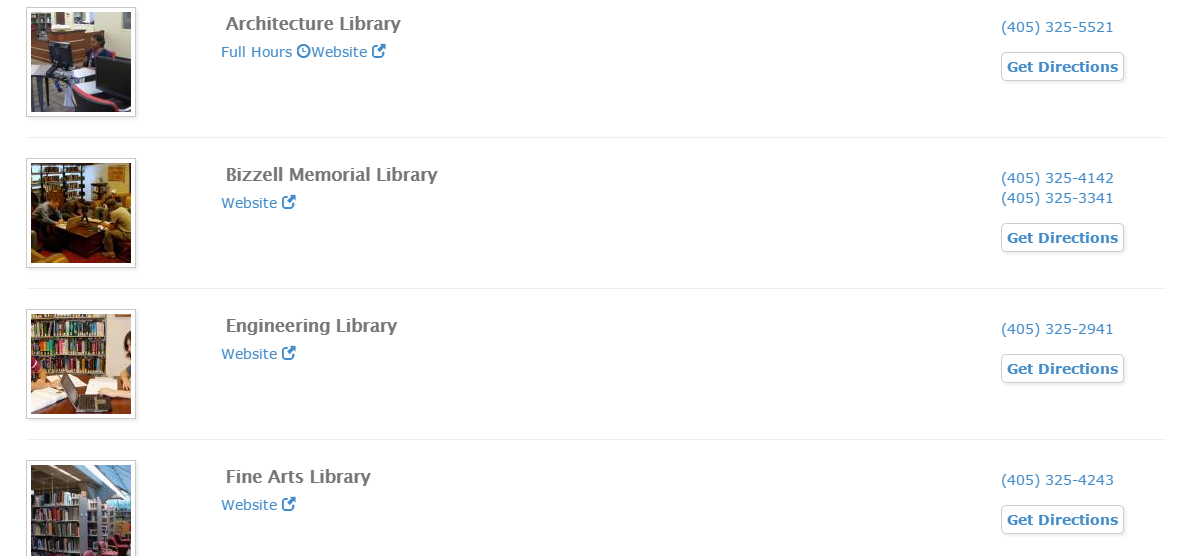 Architecture Library
Full Hours Website
(405) 325-5521
Get Directions
Bizzell Memorial Library
Website
(405) 325-4142
(405) 325-3341
Get Directions
Engineering Library
Website
(405) 325-2941
Get Directions
Fine Arts Library
Website
(405) 325-4243
Get Directions